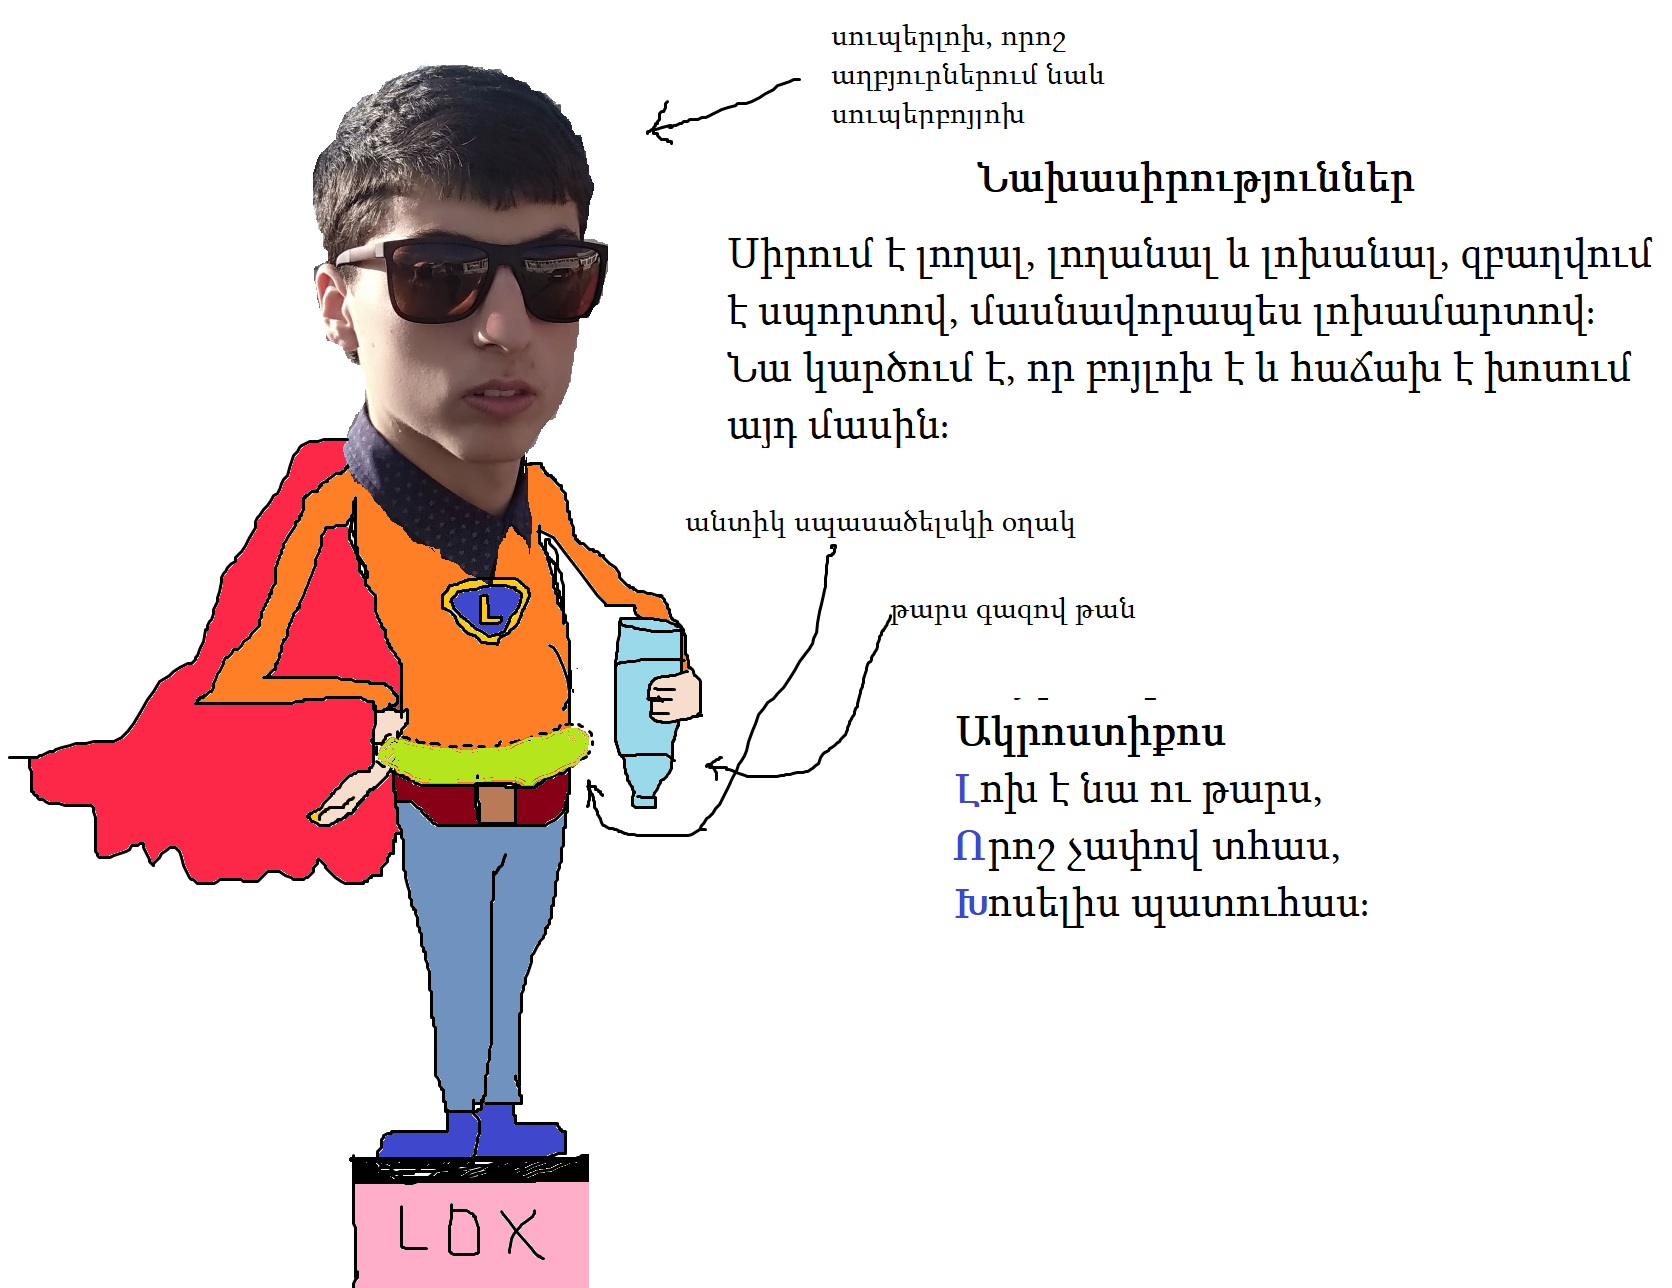 սուպերլոխ, որոշ
աղբյուրներում նաև
սուպերբոյլոխ
Նախասիրություններ
Սիրում է լողալ, լողանալ և լոխանալ, զբաղվում
է սպորտով, մասնավորապես լոխամարտով։
Նա կարծում է, որ բոյլոխ է և հաճախ է խոսում
այդ մասին։
անտիկ սպասածելսկի օղակ
թարս գազով թան
L
Ակրոստիքոս
Լոխ է նա ու թարս,
Որոշ չափով տհաս,
Խոսելիս պատուհաս։
LOX